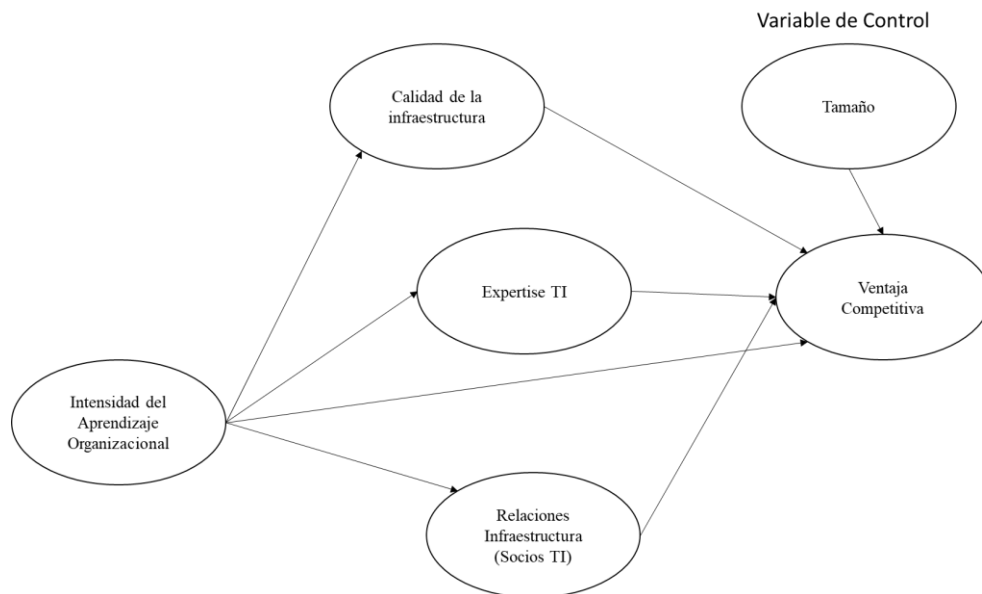 Variable de Control
Calidad de la
infraestructura
Tamaño
Expertise TI
Ventaja
Competitiva
Intensidad del
Aprendizaje
Organizacional
Relaciones
Infraestructura
(Socios TI)